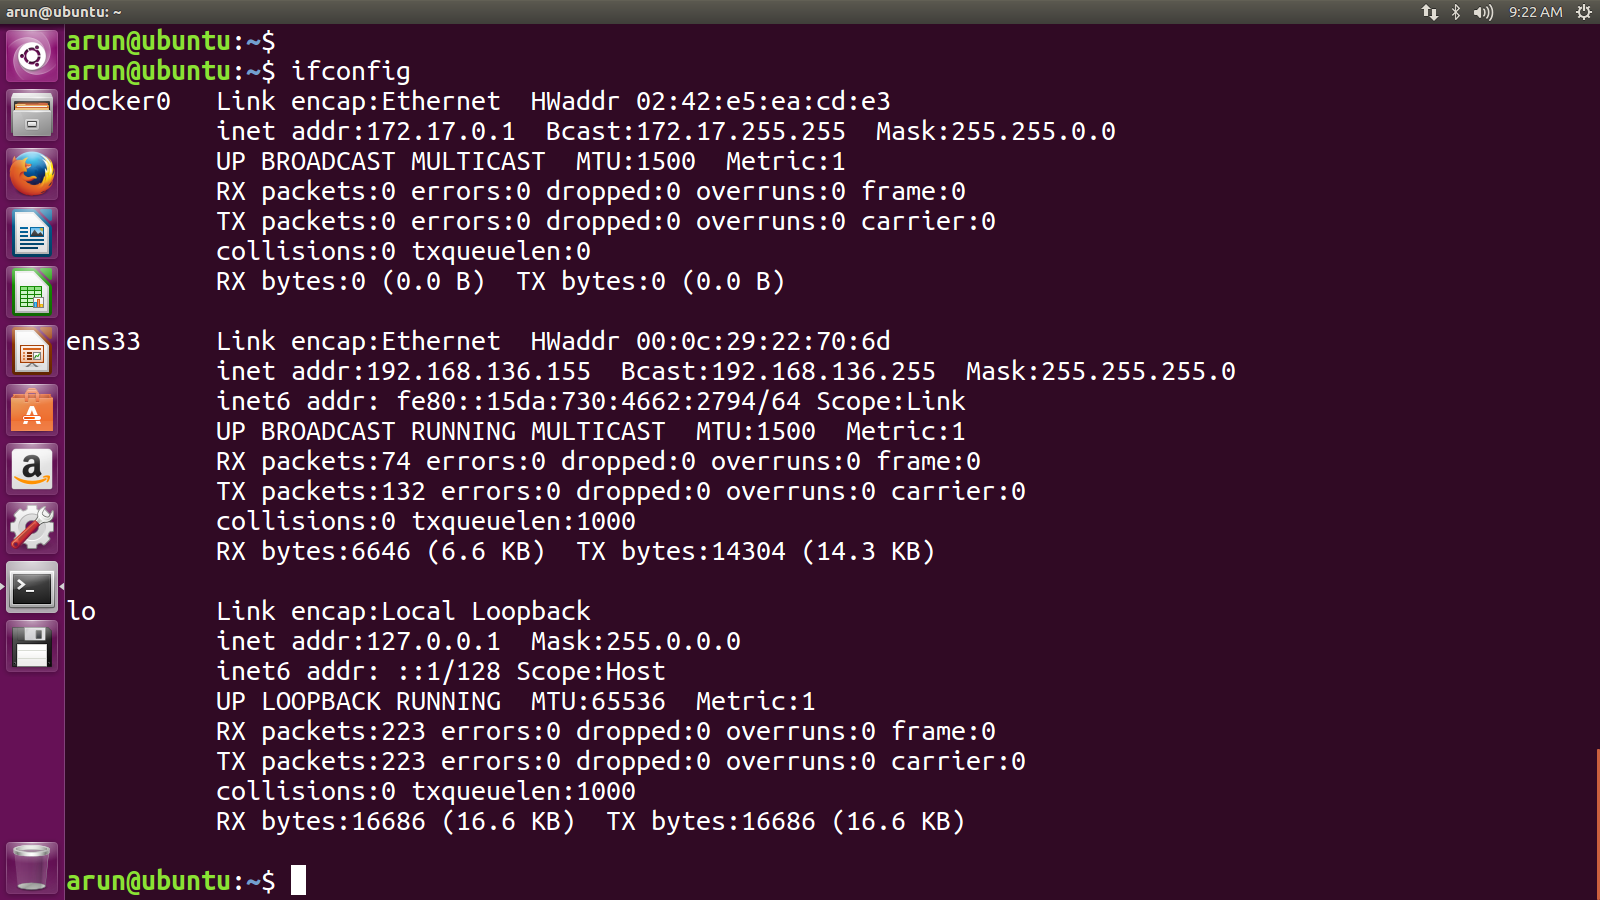 arun@ubuntu: ~
9:22 AM
arun@ubuntu:~$
arun@ubuntu:~$ ifconfig
docker0   Link encap:Ethernet  HWaddr 02:42:e5:ea:cd:e3
          inet addr:172.17.0.1  Bcast:172.17.255.255  Mask:255.255.0.0
          UP BROADCAST MULTICAST  MTU:1500  Metric:1
          RX packets:0 errors:0 dropped:0 overruns:0 frame:0
          TX packets:0 errors:0 dropped:0 overruns:0 carrier:0
          collisions:0 txqueuelen:0
          RX bytes:0 (0.0 B)  TX bytes:0 (0.0 B)

ens33     Link encap:Ethernet  HWaddr 00:0c:29:22:70:6d
          inet addr:192.168.136.155  Bcast:192.168.136.255  Mask:255.255.255.0
          inet6 addr: fe80::15da:730:4662:2794/64 Scope:Link
          UP BROADCAST RUNNING MULTICAST  MTU:1500  Metric:1
          RX packets:74 errors:0 dropped:0 overruns:0 frame:0
          TX packets:132 errors:0 dropped:0 overruns:0 carrier:0
          collisions:0 txqueuelen:1000
          RX bytes:6646 (6.6 KB)  TX bytes:14304 (14.3 KB)

lo        Link encap:Local Loopback
          inet addr:127.0.0.1  Mask:255.0.0.0
          inet6 addr: ::1/128 Scope:Host
          UP LOOPBACK RUNNING  MTU:65536  Metric:1
          RX packets:223 errors:0 dropped:0 overruns:0 frame:0
          TX packets:223 errors:0 dropped:0 overruns:0 carrier:0
          collisions:0 txqueuelen:1000
          RX bytes:16686 (16.6 KB)  TX bytes:16686 (16.6 KB)

arun@ubuntu:~$